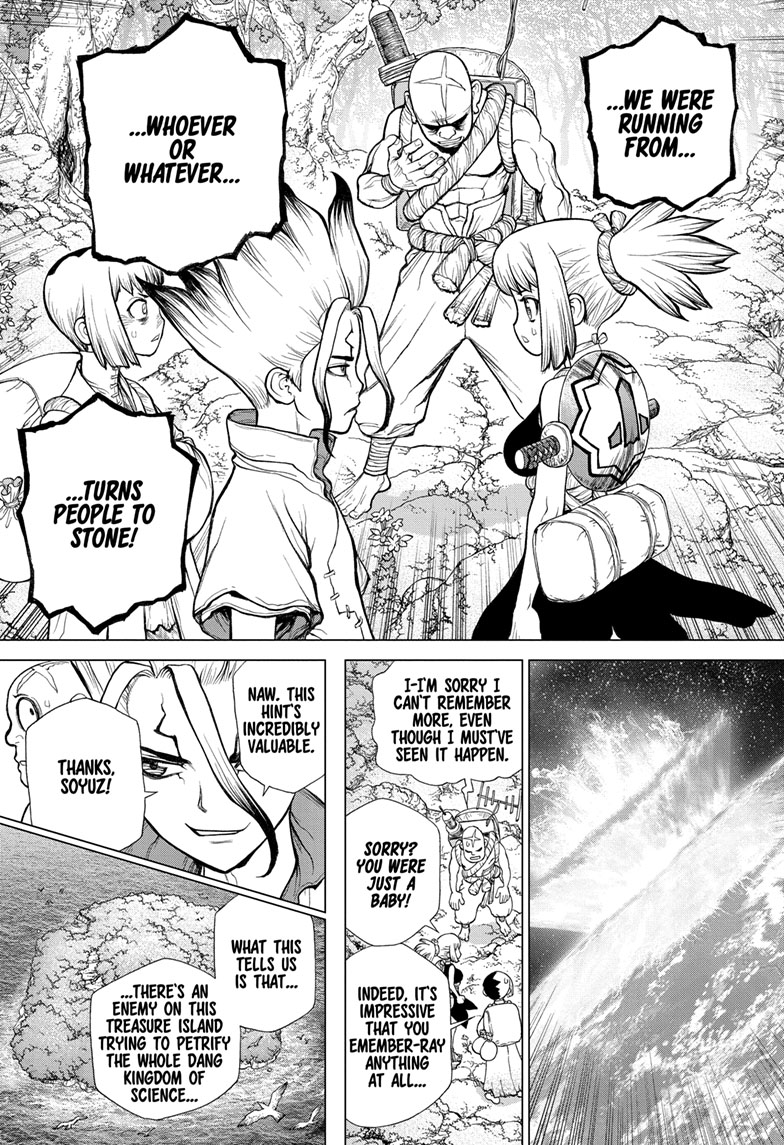 ...WE WERE
RUNNING
FROM...
...WHOEVER
OR
WHATEVER...
...TURNS
PEOPLE TO
STONE!
I-I'M SORRY I
CAN'T REMEMBER
MORE, EVEN
THOUGH I MUST'VE
SEEN IT HAPPEN.
SORRY?
YOU WERE
JUST A
BABY!
INDEED, IT'S
IMPRESSIVE
THAT YOU
EMEMBER-RAY
ANYTHING
AT ALL...
NAW. THIS
HINT'S
INCREDIBLY
VALUABLE.
THANKS,
SOYUZ!
WHAT THIS
TELLS US
IS THAT...
...THERE'S AN
ENEMY ON THIS
TREASURE ISLAND
TRYING TO PETRIFY
THE WHOLE DANG
KINGDOM OF
SCIENCE...